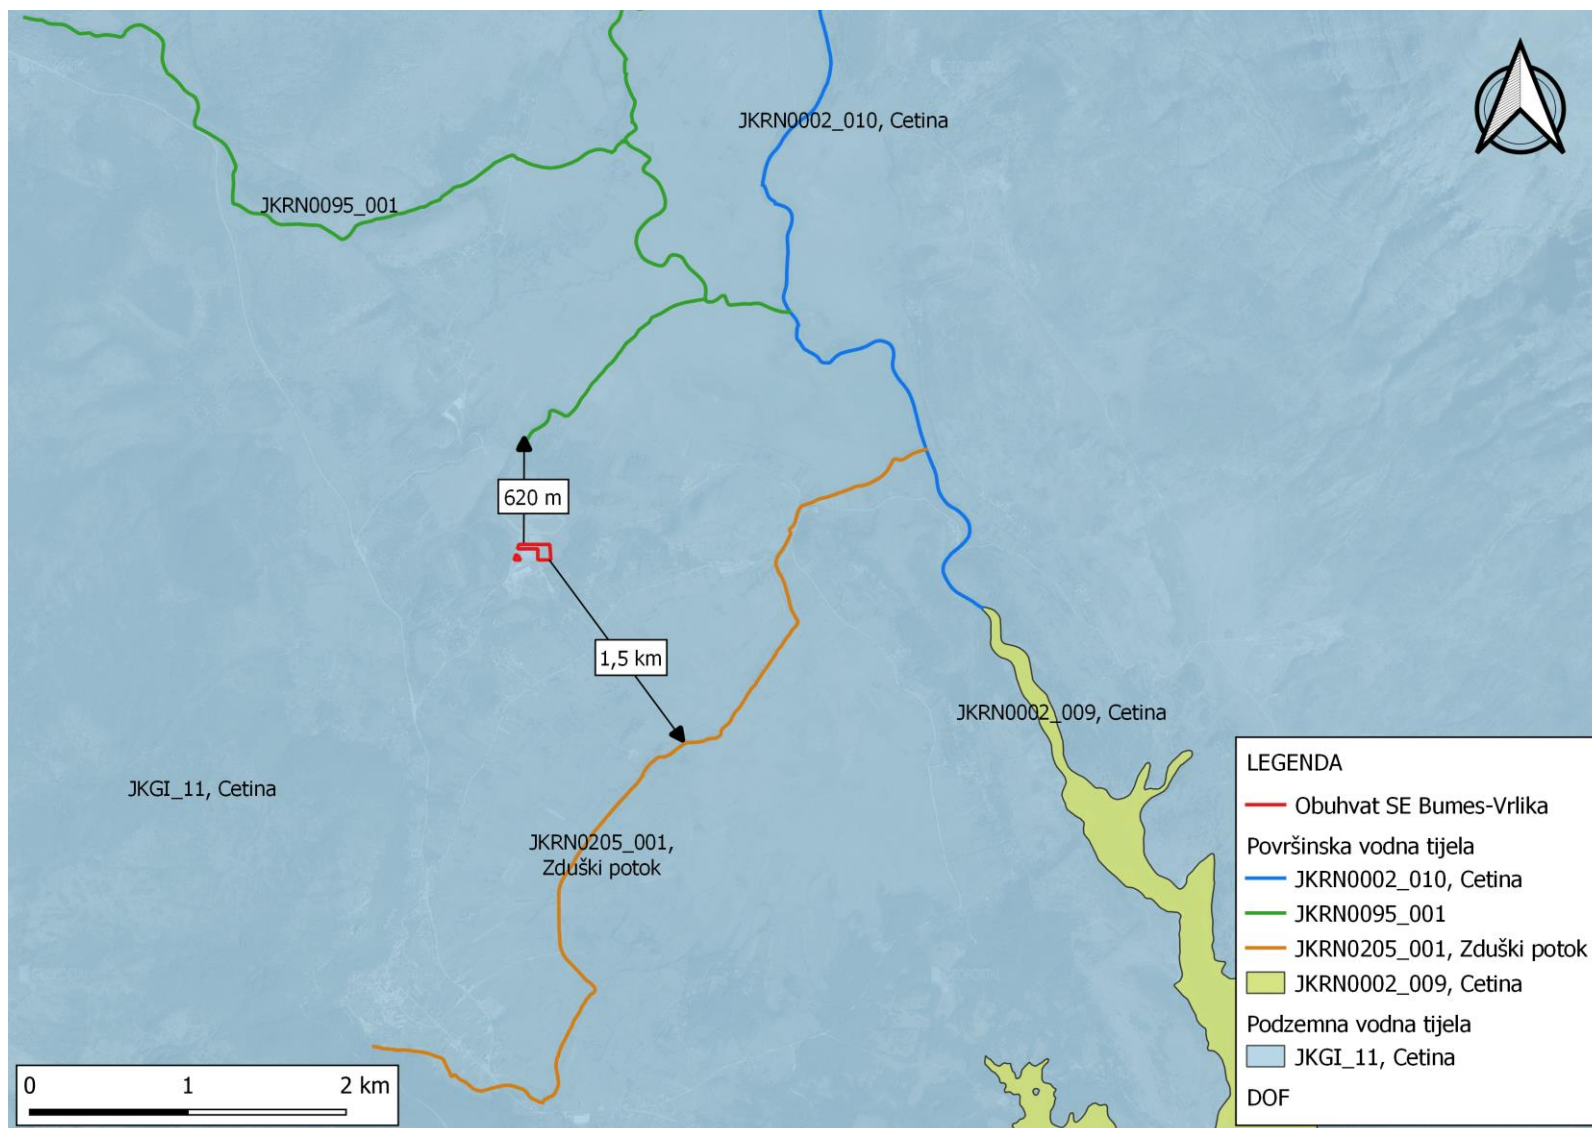 JKRN0002_010, Cetina
JKRN0095_001
620 m
1,5 km
JKRN0002_009, Cetina
JKGI_11, Cetina
JKRN0205_001,
Zduški potok
LEGENDA
Obuhvat SE Bumes-Vrlika
Površinska vodna tijela
JKRN0002_010, Cetina
JKRN0095_001
JKRN0205_001, Zduški potok
JKRN0002_009, Cetina
Podzemna vodna tijela
JKGI_11, Cetina
DOF
0 1 2 km